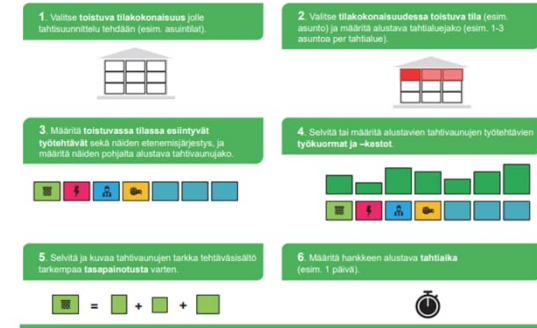 1. Valitse toistuva tilakokonaisuus jolle
tahtisuunnittelu tehdään (esim. asuintilat).
2. Valitse tilakokonaisuudessa toistuva tila (esim.
asunto) ja määritä alustava tahtialuejako (esim. 1-3
asuntoa per tahtialue).
3. Määritä toistuvassa tilassa esiintyvät
työtehtävät sekä näiden etenemisjärjestys, ja
määritä näiden pohjalta alustava tahtivaunujako.
4. Selvitä tai määritä alustavien tahtivaunujen työtehtävien
työkuormat ja –kestot.
5. Selvitä ja kuvaa tahtivaunujen tarkka tehtäväsisältö
tarkempaa tasapainotusta varten.
6. Määritä hankkeen alustava tahtiaika
(esim. 1 päivä).
= + +